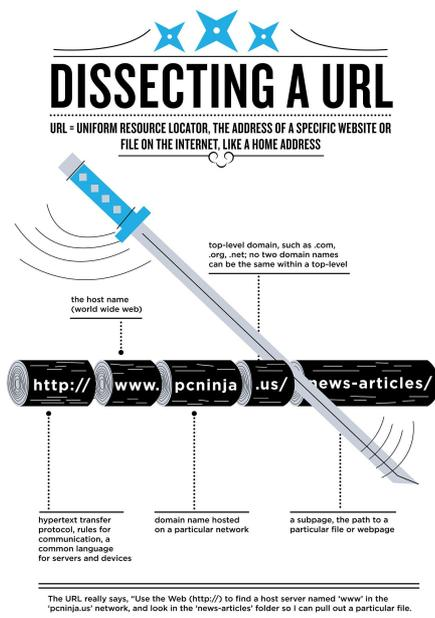 DISSECTING A URL
URL = UNIFORM RESOURCE LOCATOR, THE ADDRESS OF A SPECIFIC WEBSITE OR
FILE ON THE INTERNET, LIKE A HOME ADDRESS
top-level domain, such as .com,
.org, .net; no two domain names
can be the same within a top-level
the host name
(world wide web)
http:// www. pcninja .us/ news-articles/
hypertext transfer
protocol, rules for
communication, a
common language
for servers and devices
domain name hosted
on a particular network
a subpage, the path to a
particular file or webpage
The URL really says, "Use the Web (http://) to find a host server named 'www' in the
'pcninja.us' network, and look in the 'news-articles' folder so I can pull out a particular file.